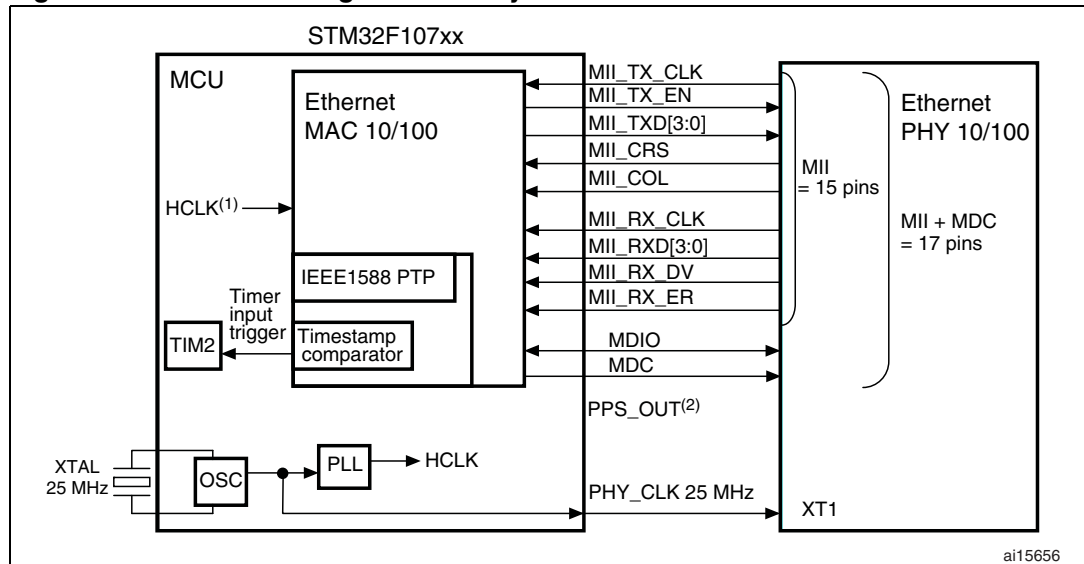 STM32F107xx
MCU
Ethernet
MAC 10/100
HCLK(1)
IEEE1588 PTP
Timer
input
trigger
Timestamp
comparator
TIM2
XTAL
25 MHz
OSC
PLL
HCLK
MII_TX_CLK
MII_TX_EN
MII_TXD[3:0]
MII_CRS
MII_COL
MII_RX_CLK
MII_RXD[3:0]
MII_RX_DV
MII_RX_ER
MDIO
MDC
PPS_OUT(2)
PHY_CLK 25 MHz
Ethernet
PHY 10/100
MII
= 15 pins
MII + MDC
= 17 pins
XT1
ai15656